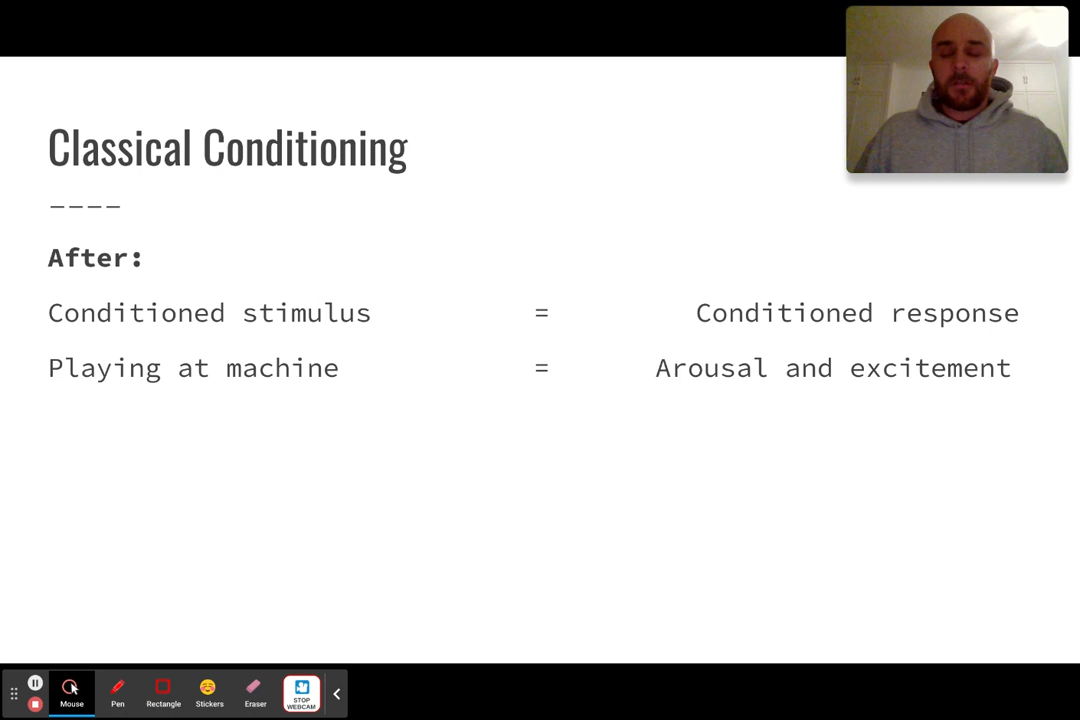 Classical Conditioning
––––
After:
Conditioned stimulus = Conditioned response
Playing at machine = Arousal and excitement
Mouse Pen Rectangle Stickers Eraser STOP WEBCAM